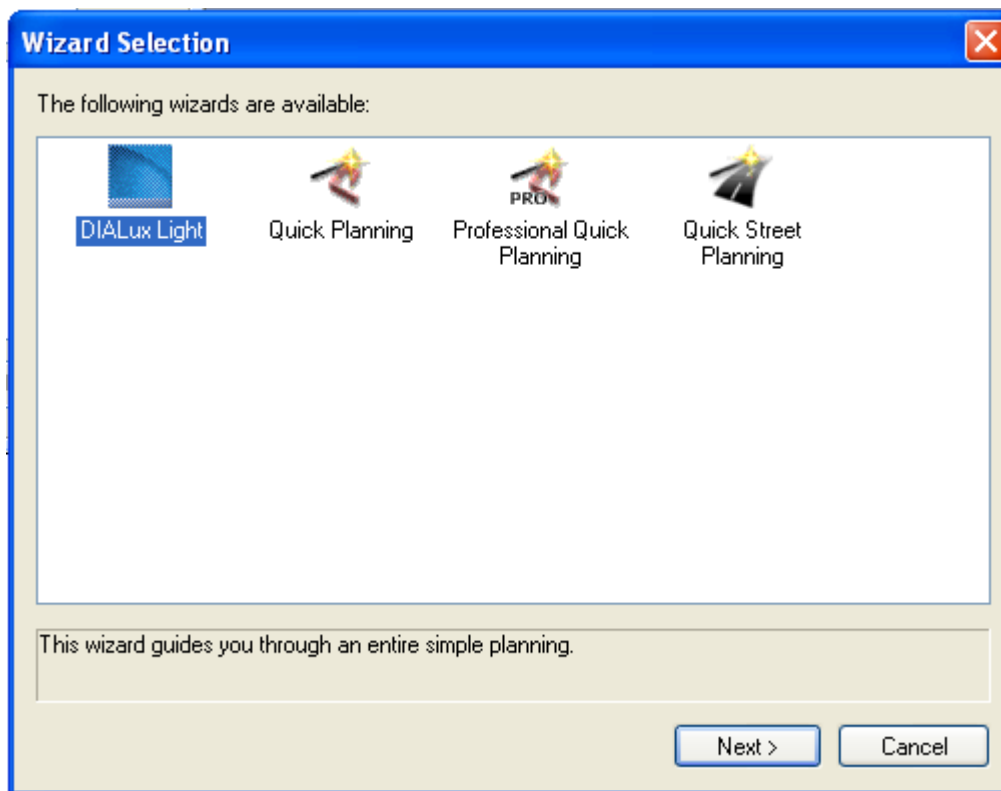 Wizard Selection
The following wizards are available:
DIALux Light
Quick Planning
PRO
Professional Quick
Planning
Quick Street
Planning
This wizard guides you through an entire simple planning.
Next >
Cancel